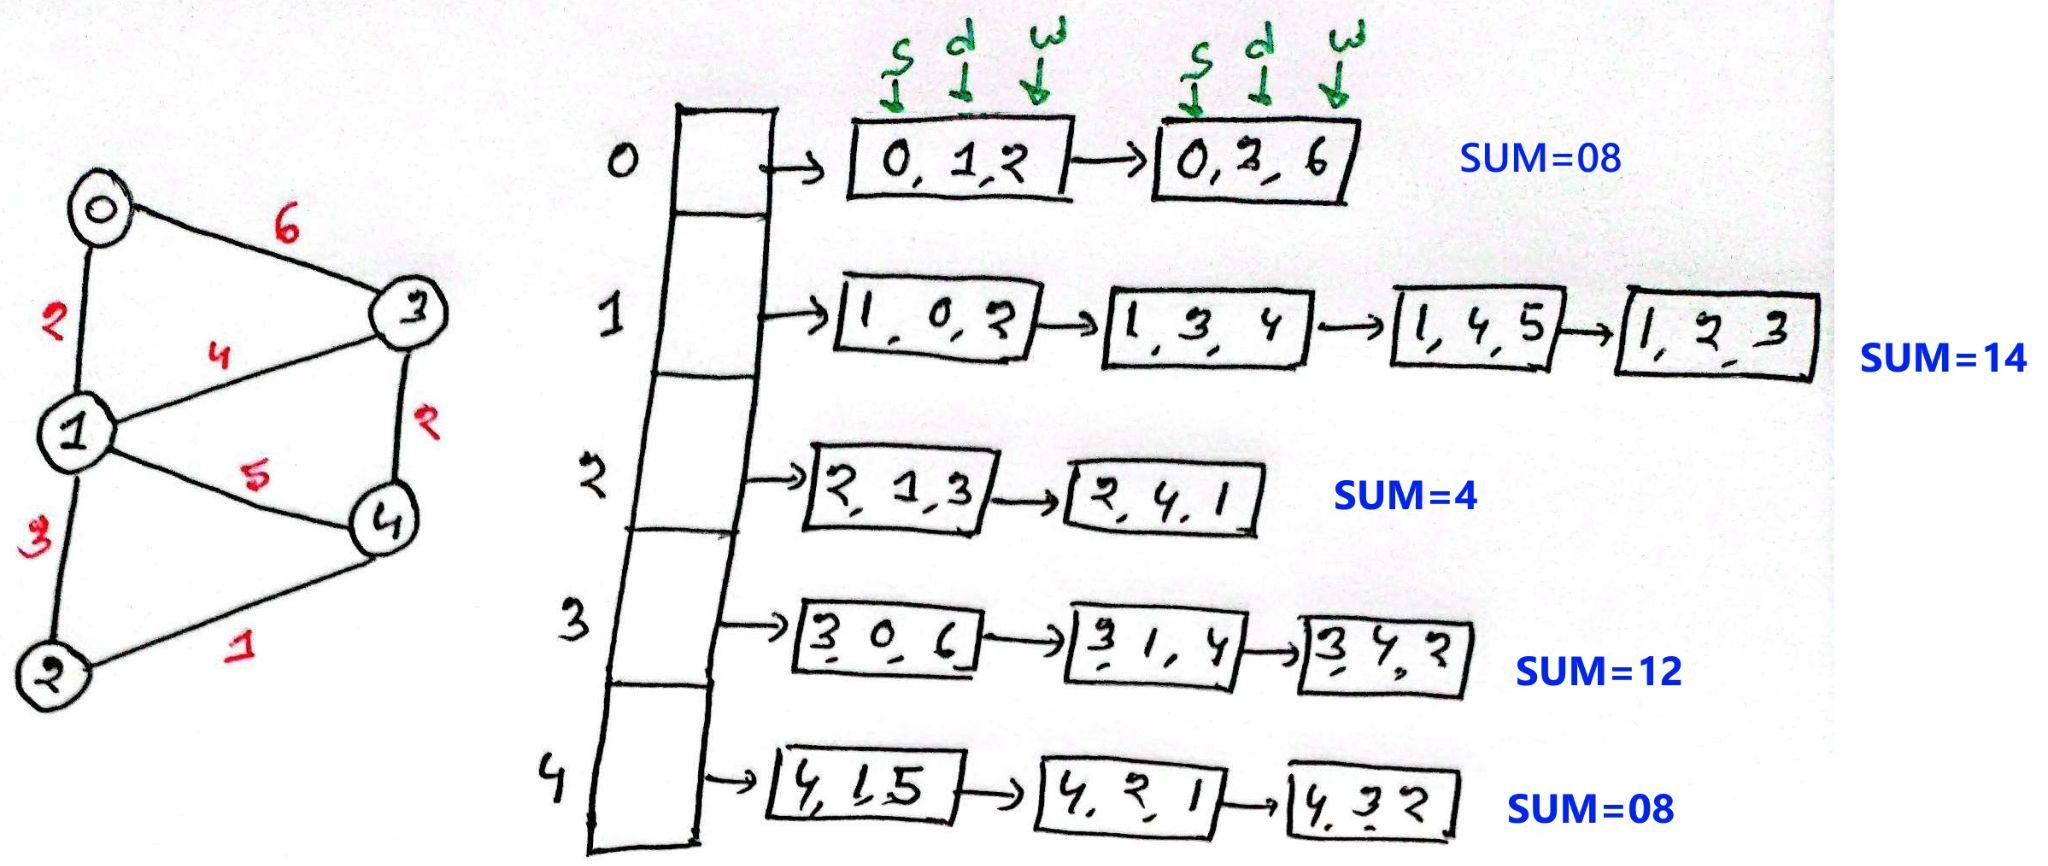 0
6
3
2
4
1
2
5
4
3
1
2
s d w s d w
0 0, 1, 2 0, 3, 6 SUM=08
1 1, 0, 2 1, 3, 4 1, 4, 5 1, 2, 3 SUM=14
2 2, 1, 3 2, 4, 1 SUM=4
3 3, 0, 6 3, 1, 4 3, 4, 2 SUM=12
4 4, 1, 5 4, 2, 1 4, 3, 2 SUM=08